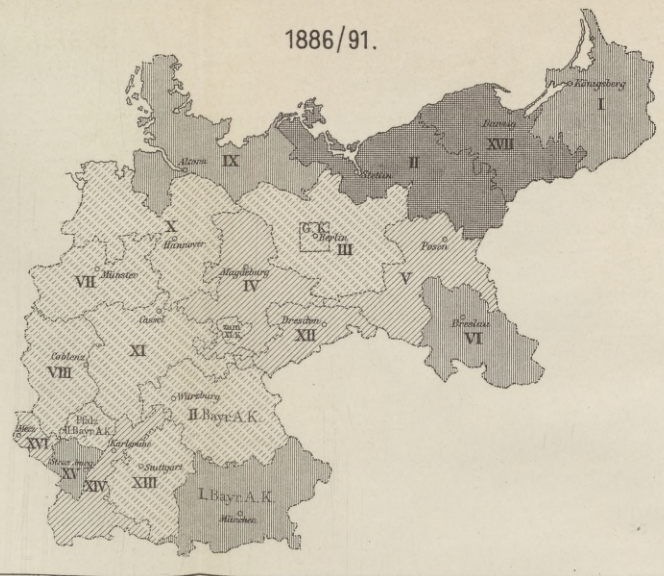 1886/91.
Königsberg
I
Danzig
XVII
Altona
IX
II
Stettin
X
Hannover
G.K.
Berlin
III
Posen
V
VII
Münster
Magdeburg
IV
Cassel
zum
XI.K.
Dresden
XII
Breslau
VI
XI
Coblenz
VIII
Würzburg
II.Bayr.A.K.
Metz
XVI
Pfalz
II.Bayr.A.K.
Karlsruhe
Strassburg
XV
XIV
Stuttgart
XIII
I.Bayr.A.K.
München